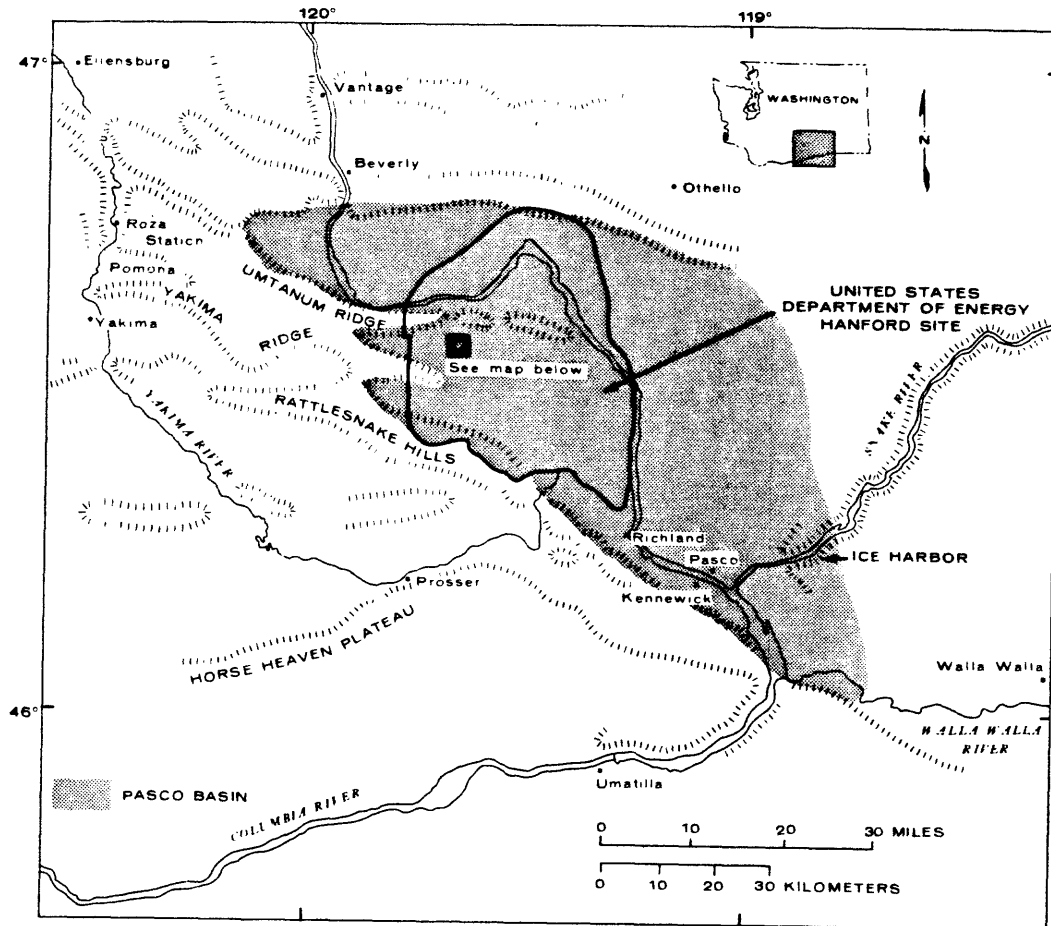 120°
119°
47°
Ellensburg
Vantage
WASHINGTON
N
Beverly
Othello
Roza
Station
Pomona
UMTANUM RIDGE
YAKIMA
RIDGE
Yakima
UNITED STATES
DEPARTMENT OF ENERGY
HANFORD SITE
See map below
RATTLESNAKE HILLS
YAKIMA RIVER
SNAKE RIVER
Richland
Pasco
ICE HARBOR
Prosser
Kennewick
HORSE HEAVEN PLATEAU
Walla Walla
46°
WALLA WALLA
RIVER
Umatilla
PASCO BASIN
COLUMBIA RIVER
0 10 20 30 MILES
0 10 20 30 KILOMETERS
120°
119°